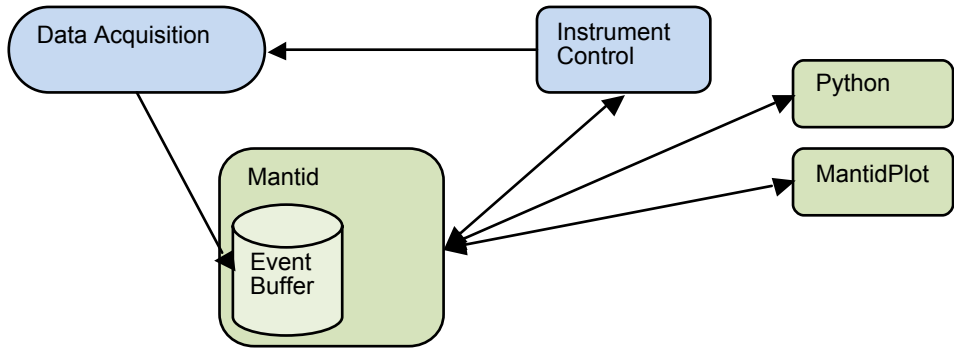 Data Acquisition
Instrument
Control
Python
MantidPlot
Mantid
Event
Buffer